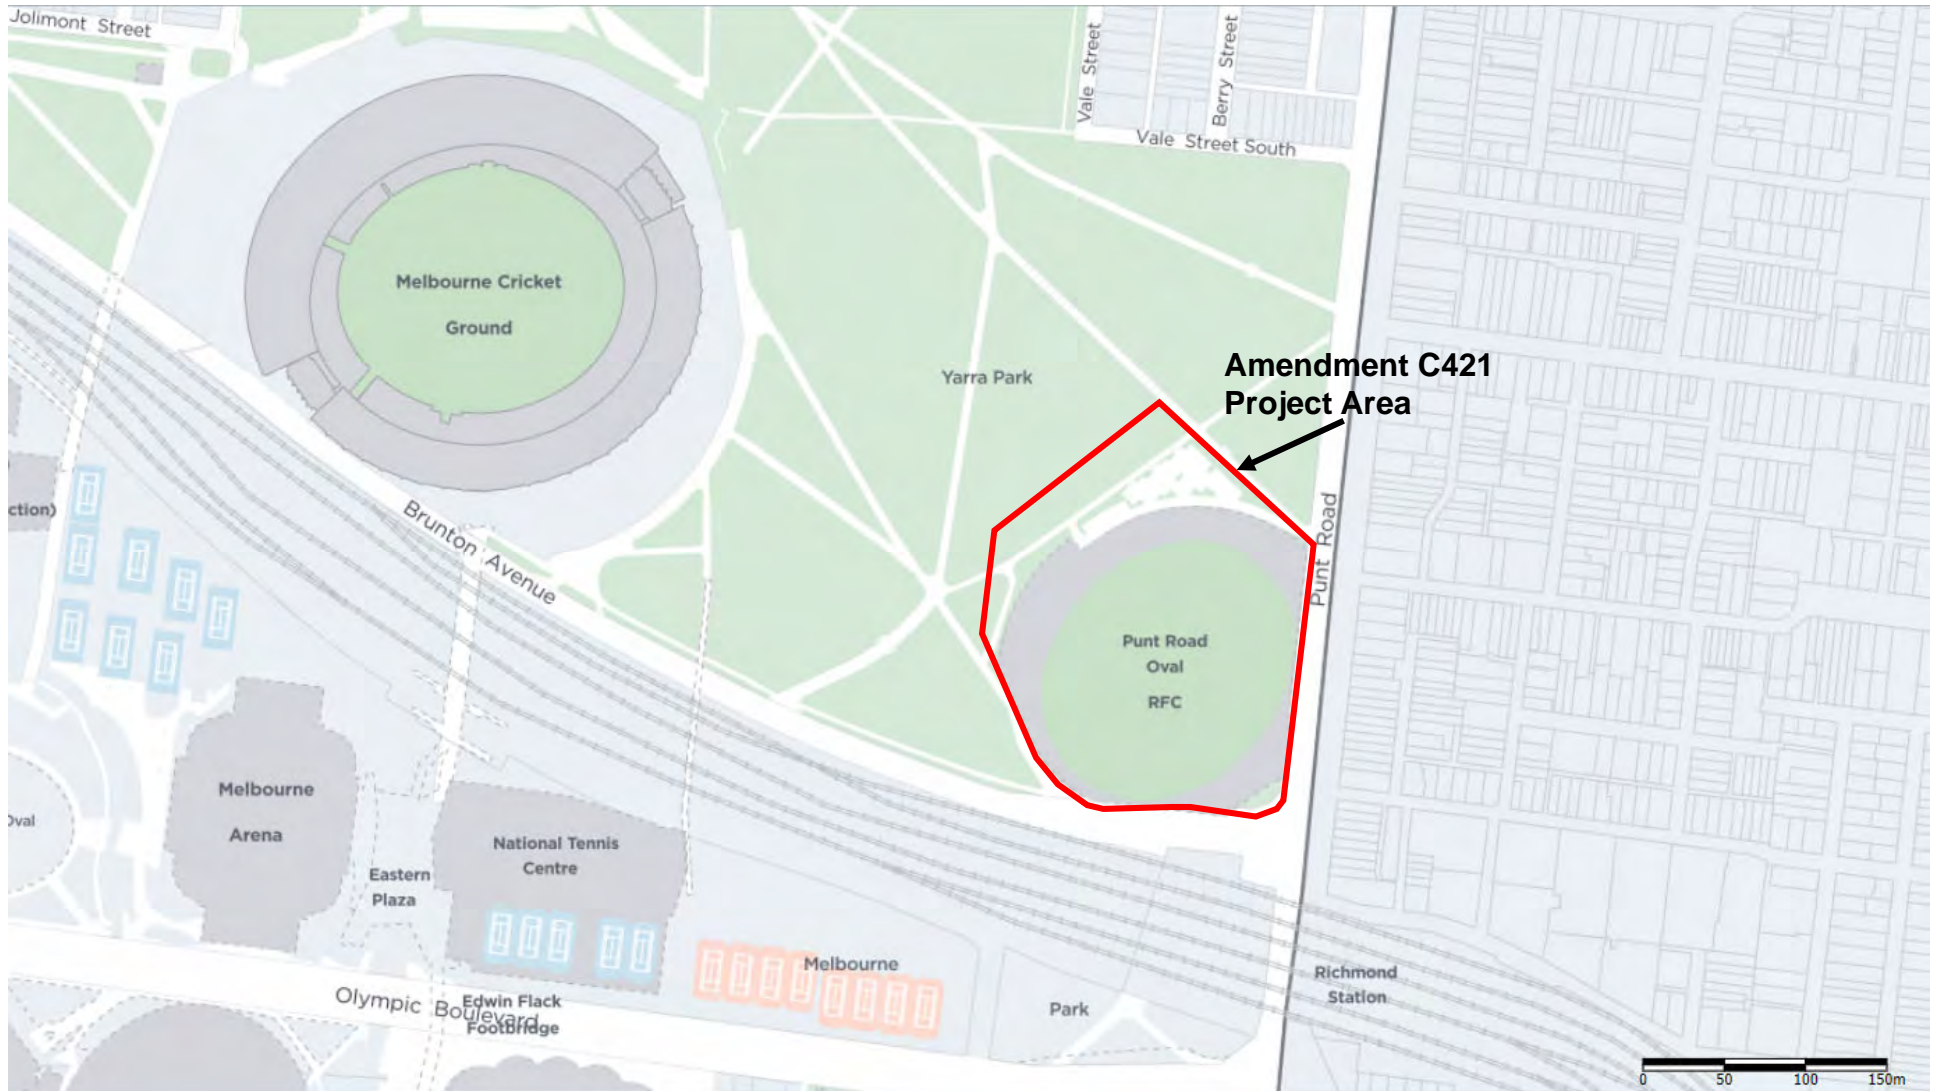 Jolimont Street
Vale Street
Berry Street
Vale Street South
Melbourne Cricket
Ground
Yarra Park
Amendment C421
Project Area
ction)
Brunton Avenue
Punt Road
Punt Road
Oval
RFC
Melbourne
Arena
Oval
National Tennis
Centre
Eastern
Plaza
Melbourne
Park
Richmond
Station
Olympic Boulevard
Edwin Flack
Footbridge
0 50 100 150m